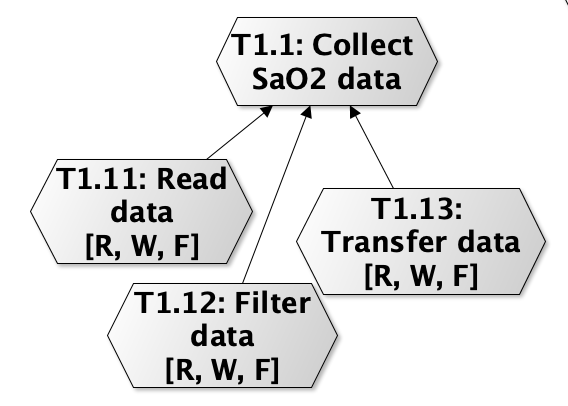 T1.1: Collect
SaO2 data
T1.11: Read
data
[R, W, F]
T1.13:
Transfer data
[R, W, F]
T1.12: Filter
data
[R, W, F]